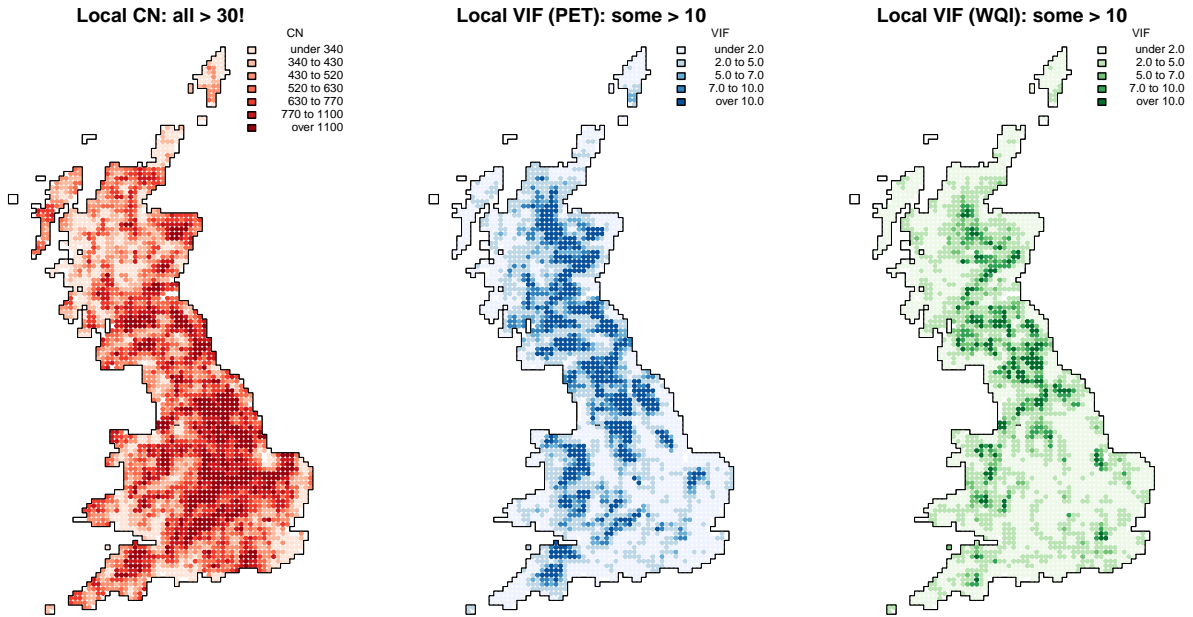 Local CN: all > 30!
CN
under 340
340 to 430
430 to 520
520 to 630
630 to 770
770 to 1100
over 1100
Local VIF (PET): some > 10
VIF
under 2.0
2.0 to 5.0
5.0 to 7.0
7.0 to 10.0
over 10.0
Local VIF (WQI): some > 10
VIF
under 2.0
2.0 to 5.0
5.0 to 7.0
7.0 to 10.0
over 10.0